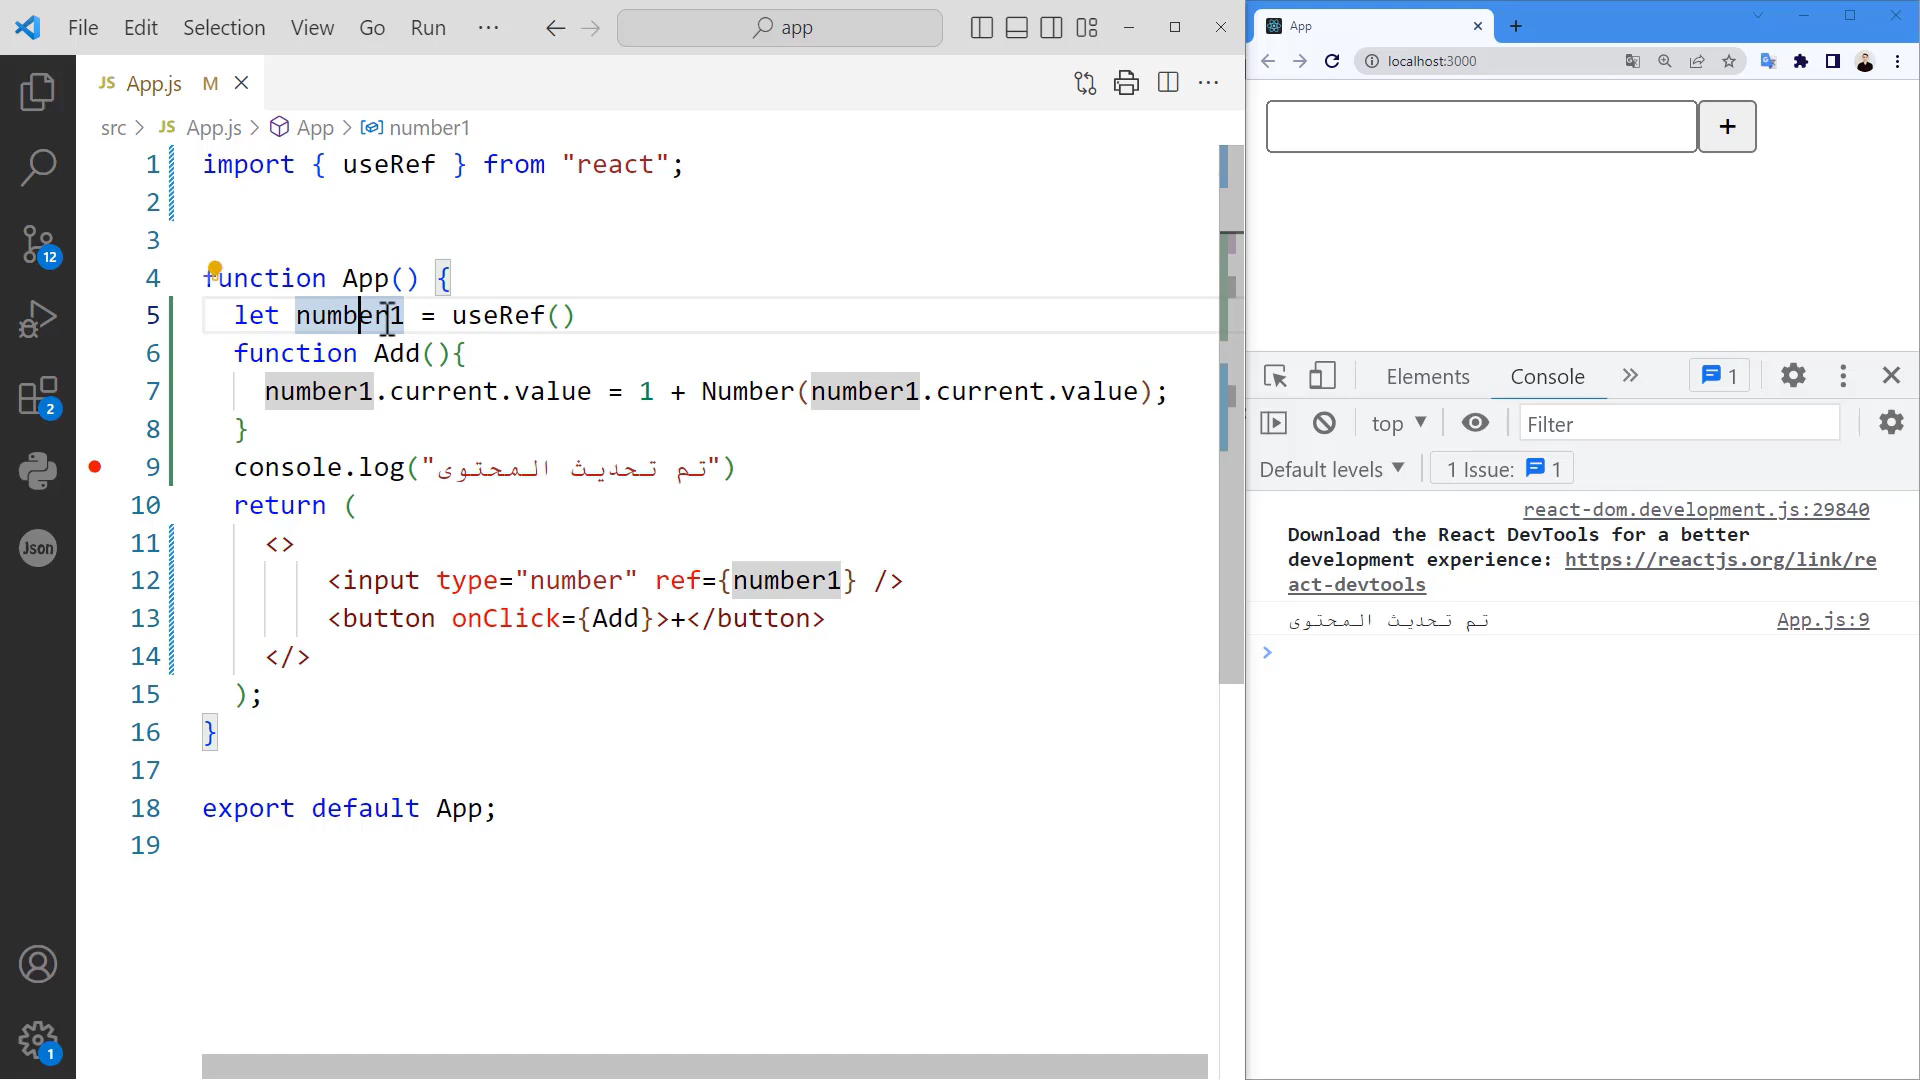 File Edit Selection View Go Run ··· app
JS App.js M
src > JS App.js > App > number1
1 import { useRef } from "react";
2
3
4 function App() {
5 let number1 = useRef()
6 function Add(){
7 number1.current.value = 1 + Number(number1.current.value);
8 }
9 console.log("تم تحديث المحتوى")
10 return (
11 <>
12 <input type="number" ref={number1} />
13 <button onClick={Add}>+</button>
14 </>
15 );
16 }
17
18 export default App;
19
12
2
Json
1
App
localhost:3000
+
Elements Console 1
top Filter
Default levels 1 Issue: 1
react-dom.development.js:29840
Download the React DevTools for a better
development experience: https://reactjs.org/link/re
act-devtools
تم تحديث المحتوى App.js:9